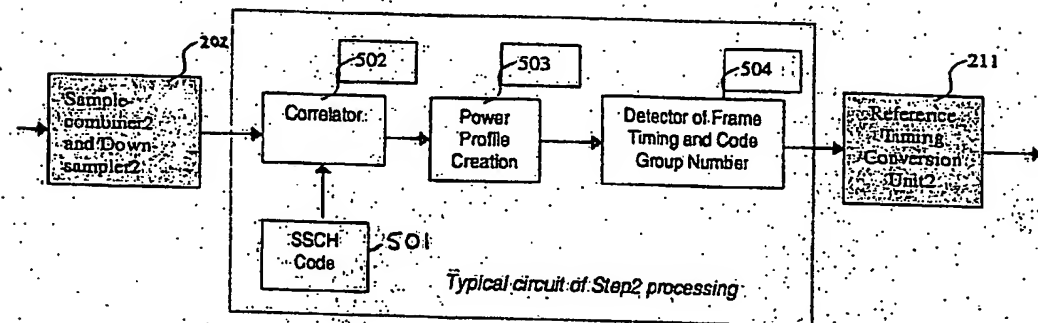 202
502
503
504
211
Sample
combiner2
and Down
sampler2
Correlator
Power
Profile
Creation
Detector of Frame
Timing and Code
Group Number
Reference
Timing
Conversion
Unit2
SSCH
Code
501
Typical circuit of Step2 processing